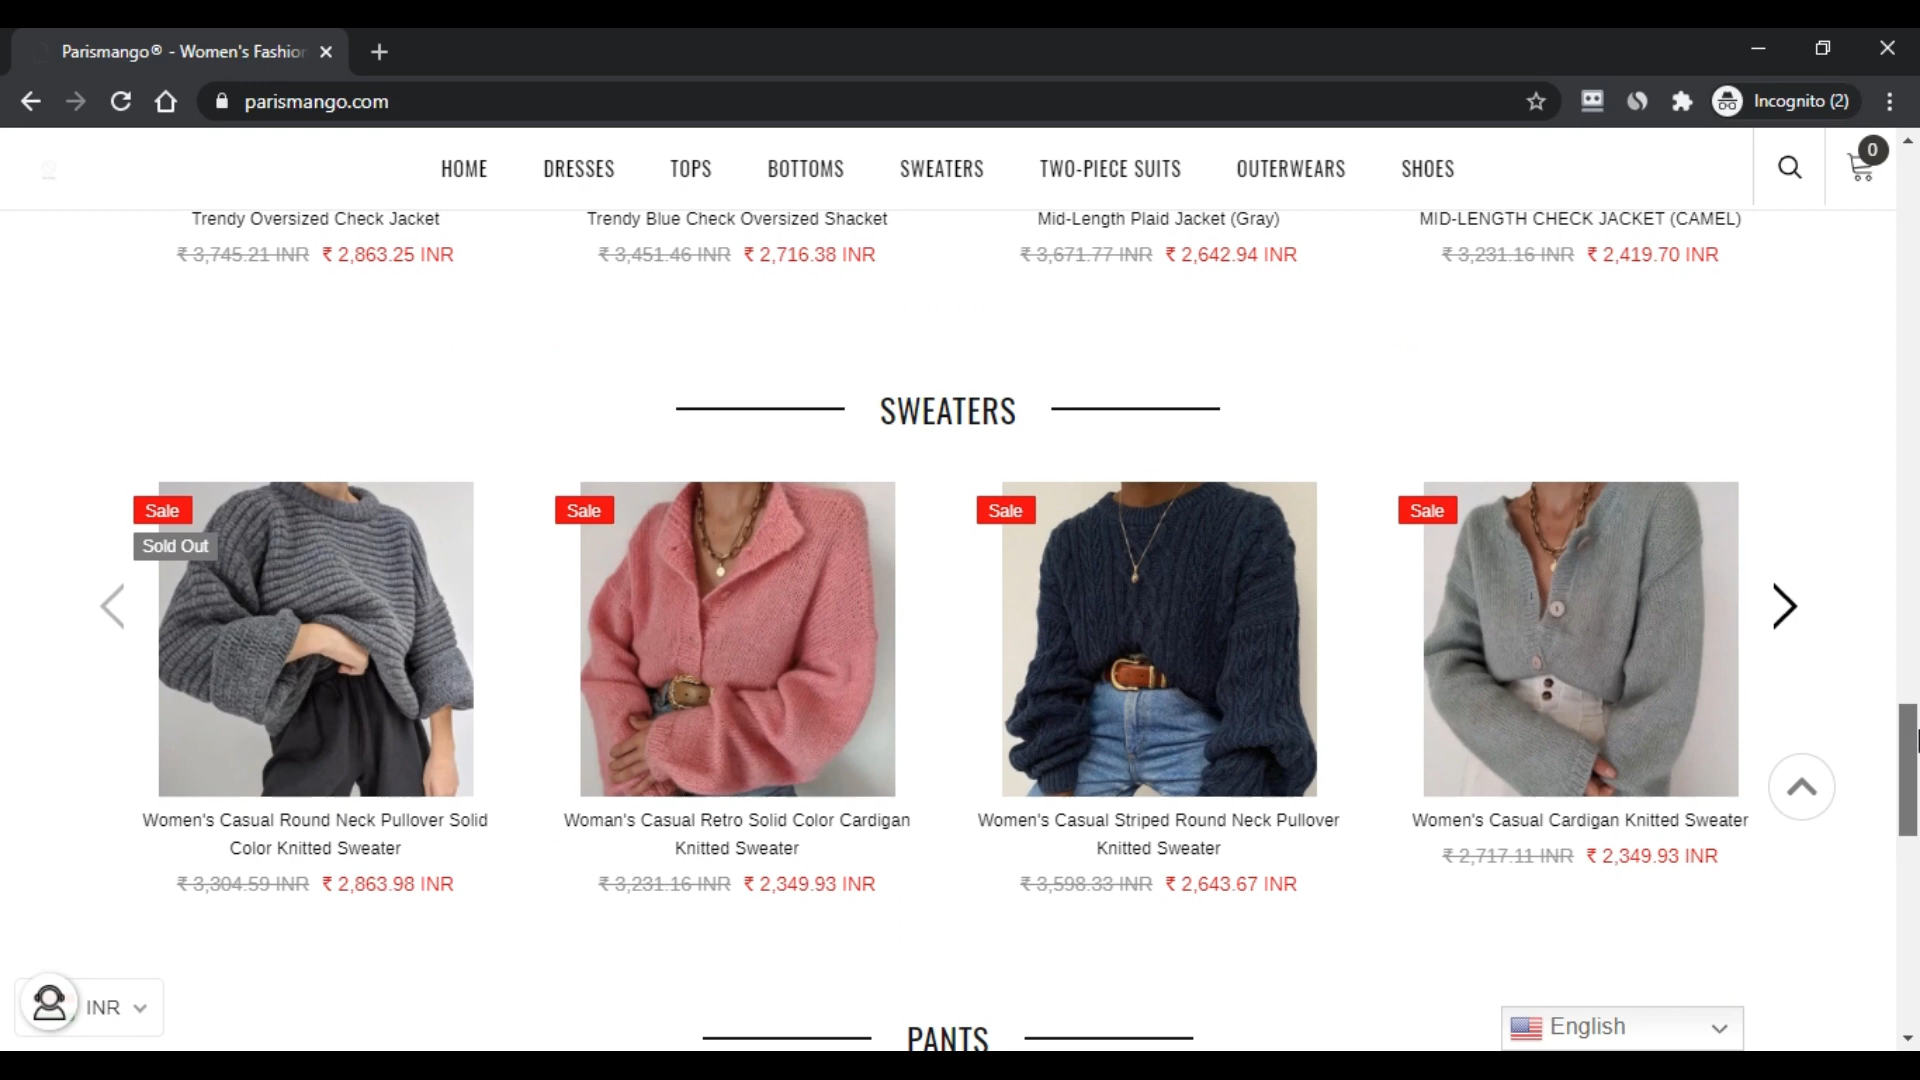 Parismango® - Women's Fashion
parismango.com
Incognito (2)
HOME DRESSES TOPS BOTTOMS SWEATERS TWO-PIECE SUITS OUTERWEARS SHOES
0
Trendy Oversized Check Jacket
₹ 3,745.21 INR ₹ 2,863.25 INR
Trendy Blue Check Oversized Shacket
₹ 3,451.46 INR ₹ 2,716.38 INR
Mid-Length Plaid Jacket (Gray)
₹ 3,671.77 INR ₹ 2,642.94 INR
MID-LENGTH CHECK JACKET (CAMEL)
₹ 3,231.16 INR ₹ 2,419.70 INR
SWEATERS
Sale
Sold Out
Women's Casual Round Neck Pullover Solid
Color Knitted Sweater
₹ 3,304.59 INR ₹ 2,863.98 INR
Sale
Woman's Casual Retro Solid Color Cardigan
Knitted Sweater
₹ 3,231.16 INR ₹ 2,349.93 INR
Sale
Women's Casual Striped Round Neck Pullover
Knitted Sweater
₹ 3,598.33 INR ₹ 2,643.67 INR
Sale
Women's Casual Cardigan Knitted Sweater
₹ 2,717.11 INR ₹ 2,349.93 INR
INR
English
PANTS